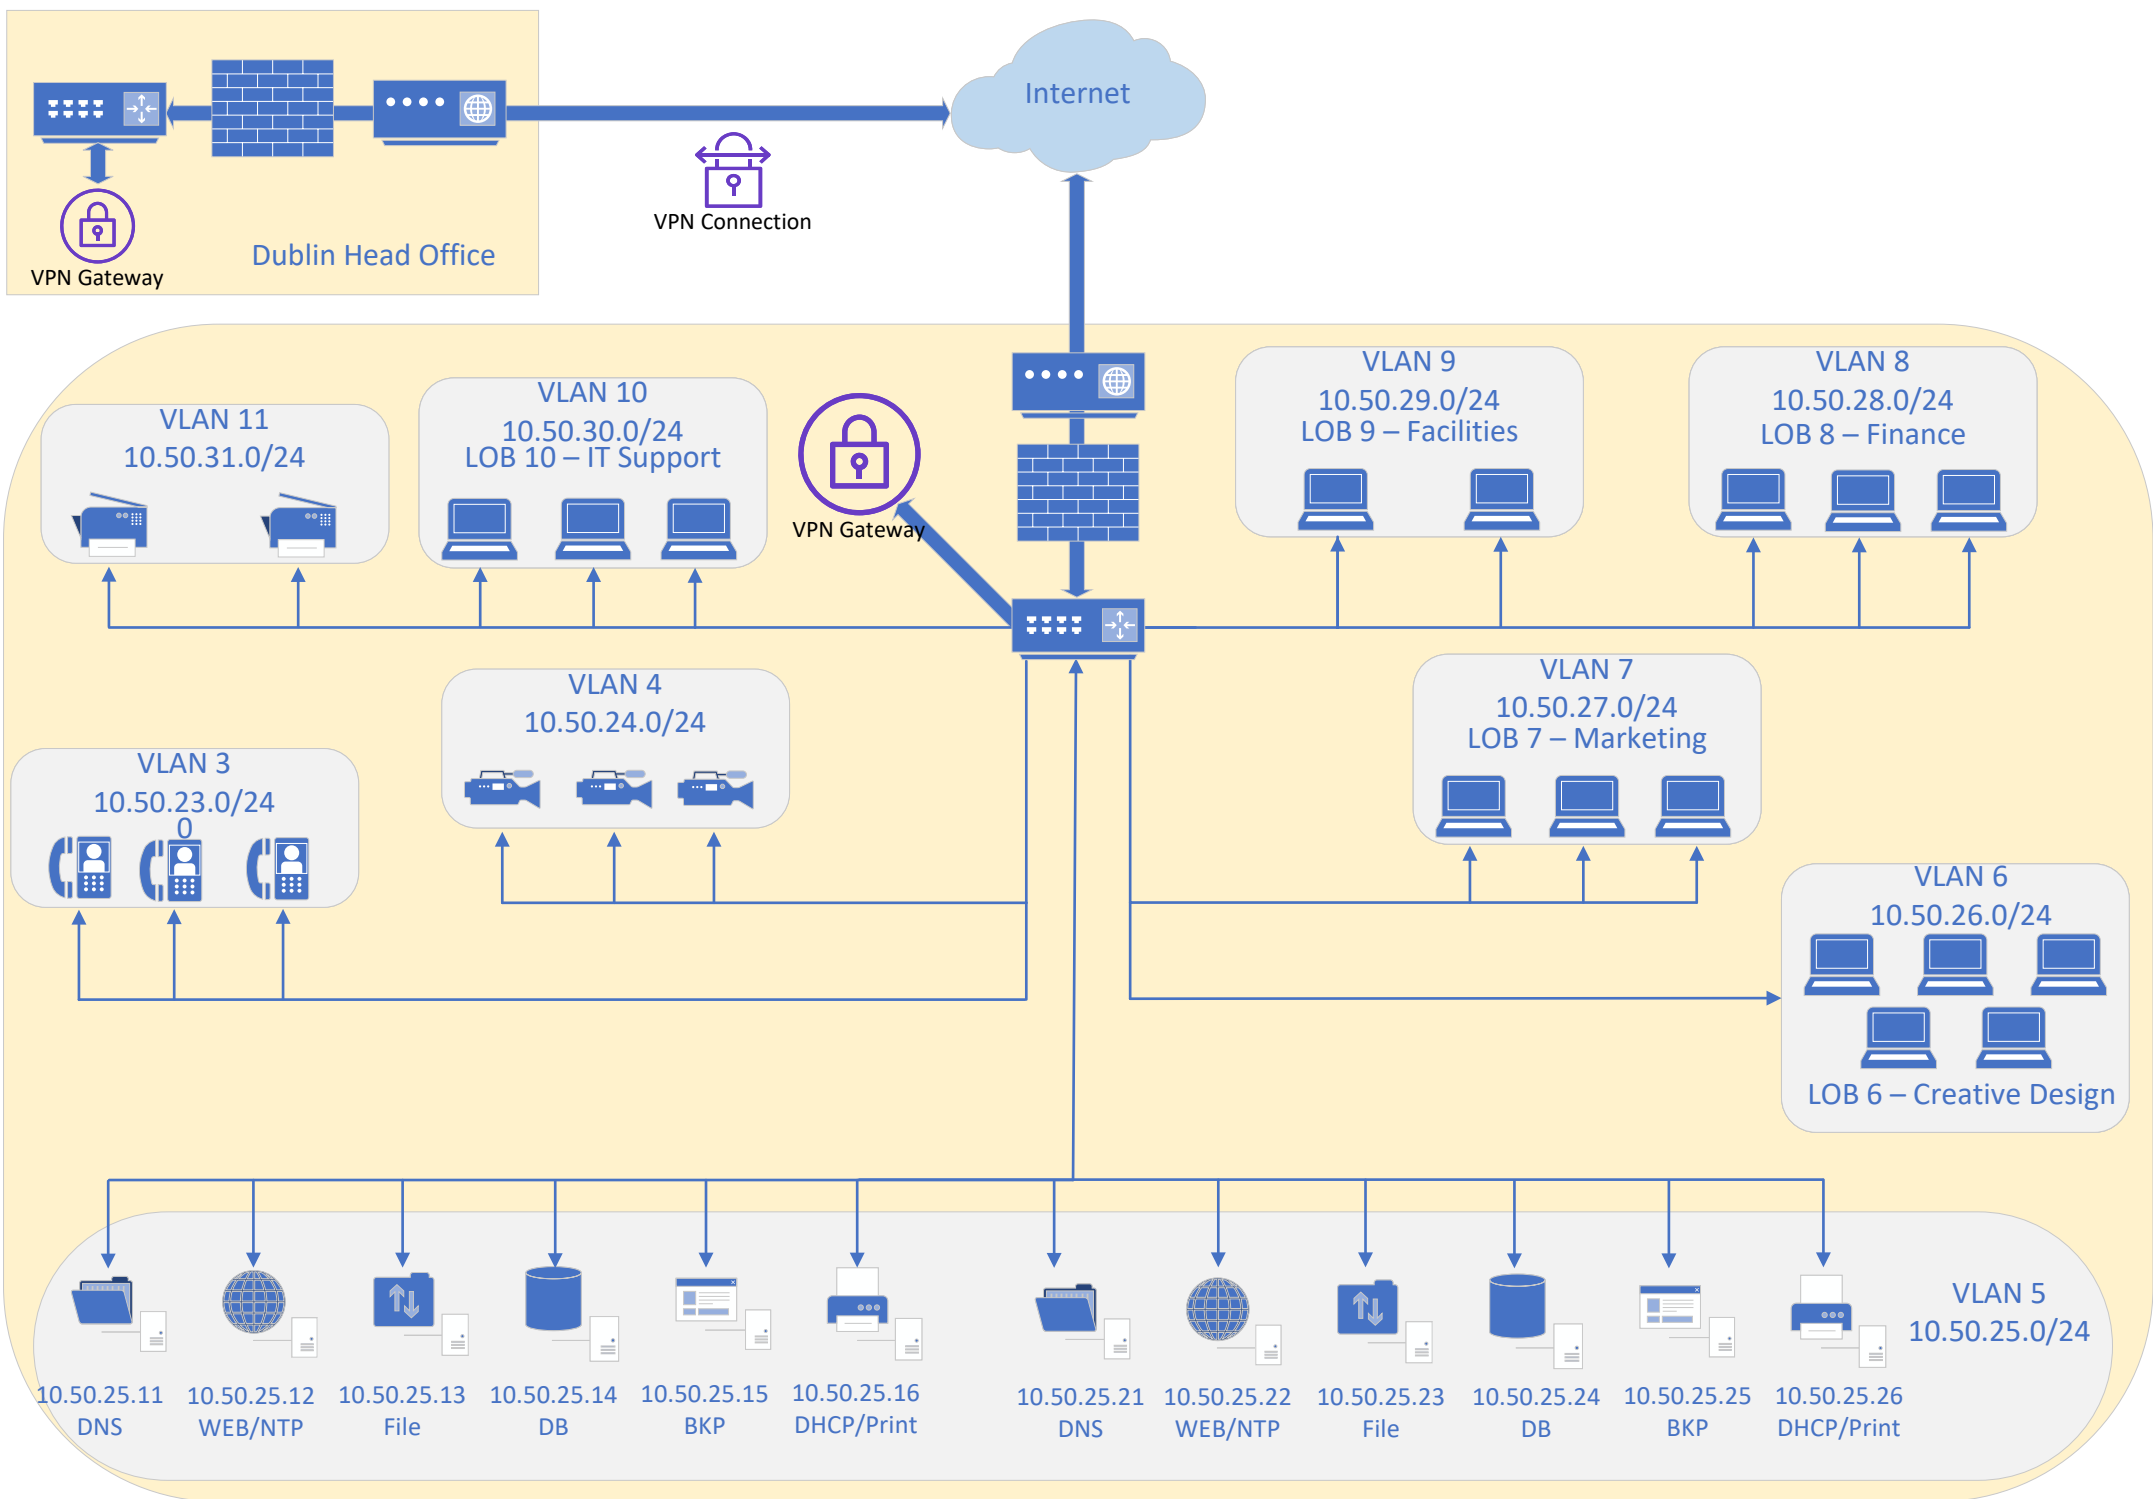 Internet
VPN Connection
VPN Gateway
Dublin Head Office
VLAN 11
10.50.31.0/24
VLAN 10
10.50.30.0/24
LOB 10 – IT Support
VPN Gateway
VLAN 9
10.50.29.0/24
LOB 9 – Facilities
VLAN 8
10.50.28.0/24
LOB 8 – Finance
VLAN 3
10.50.23.0/24
0
VLAN 4
10.50.24.0/24
VLAN 7
10.50.27.0/24
LOB 7 – Marketing
VLAN 6
10.50.26.0/24
LOB 6 – Creative Design
VLAN 5
10.50.25.0/24
10.50.25.11
DNS
10.50.25.12
WEB/NTP
10.50.25.13
File
10.50.25.14
DB
10.50.25.15
BKP
10.50.25.16
DHCP/Print
10.50.25.21
DNS
10.50.25.22
WEB/NTP
10.50.25.23
File
10.50.25.24
DB
10.50.25.25
BKP
10.50.25.26
DHCP/Print